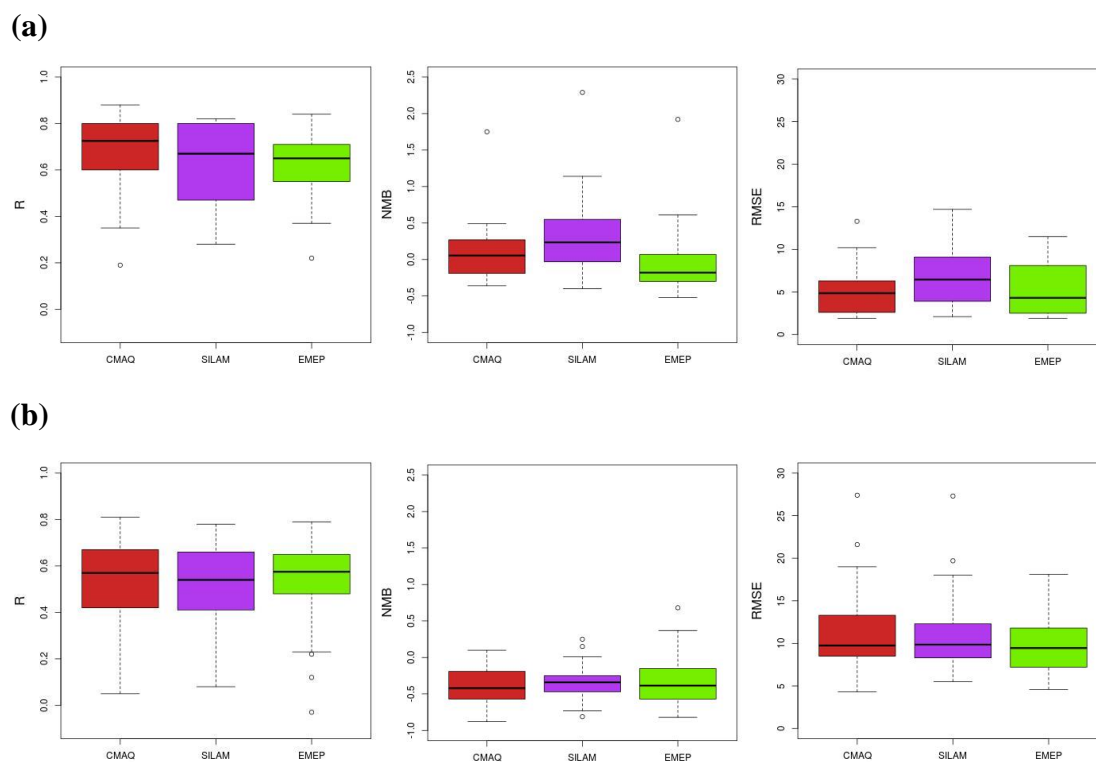 (a)
R
0.0 0.2 0.4 0.6 0.8 1.0
CMAQ SILAM EMEP
NMB
-1.0 -0.5 0.0 0.5 1.0 1.5 2.0 2.5
CMAQ SILAM EMEP
RMSE
0 5 10 15 20 25 30
CMAQ SILAM EMEP
(b)
R
0.0 0.2 0.4 0.6 0.8 1.0
CMAQ SILAM EMEP
NMB
-1.0 -0.5 0.0 0.5 1.0 1.5 2.0 2.5
CMAQ SILAM EMEP
RMSE
0 5 10 15 20 25 30
CMAQ SILAM EMEP